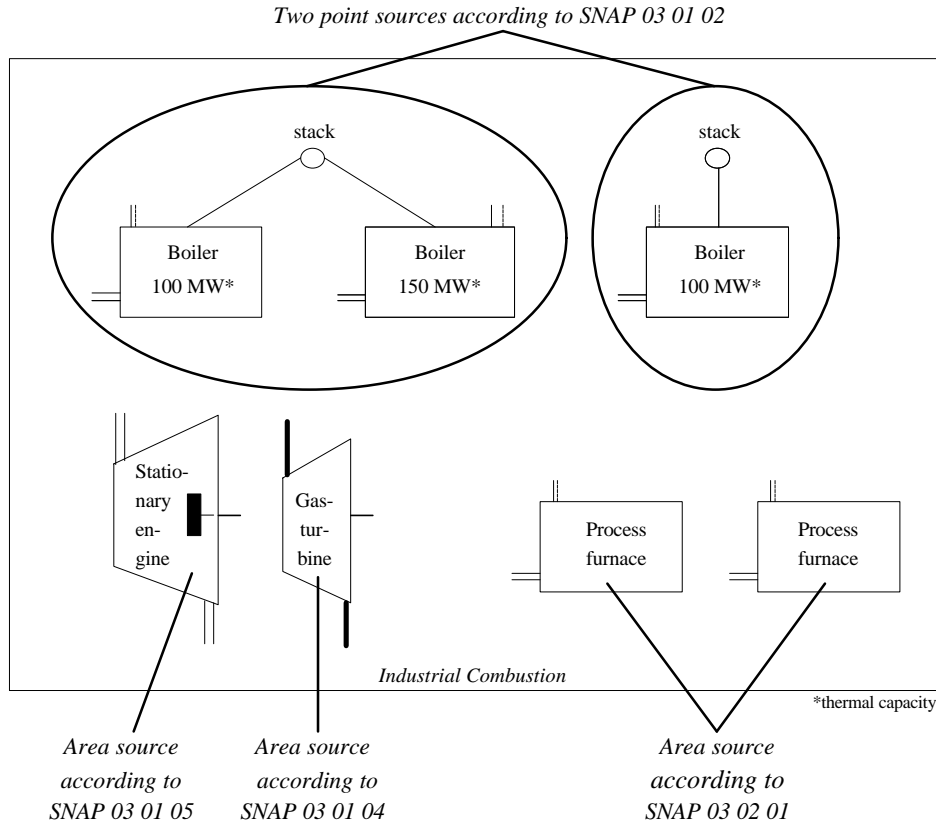 Two point sources according to SNAP 03 01 02
stack
stack
Boiler
100 MW*
Boiler
150 MW*
Boiler
100 MW*
Statio-
nary
en-
gine
Gas-
tur-
bine
Process
furnace
Process
furnace
Industrial Combustion
*thermal capacity
Area source
according to
SNAP 03 01 05
Area source
according to
SNAP 03 01 04
Area source
according to
SNAP 03 02 01